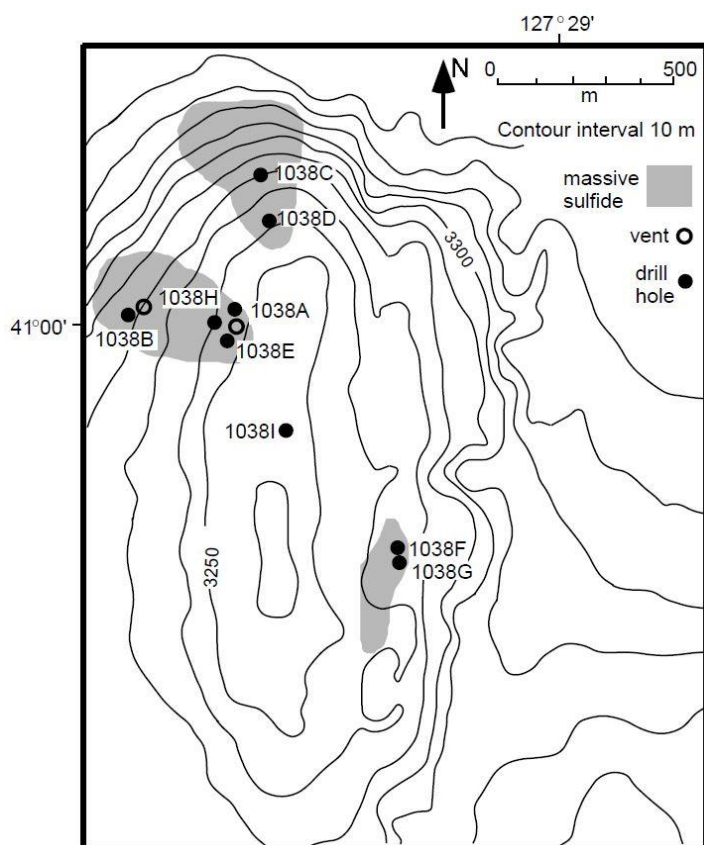 127° 29'
N
0 500
m
Contour interval 10 m
massive
sulfide
vent
drill
hole
1038C
1038D
3300
1038H
1038A
41°00'
1038B
1038E
1038I
3250
1038F
1038G